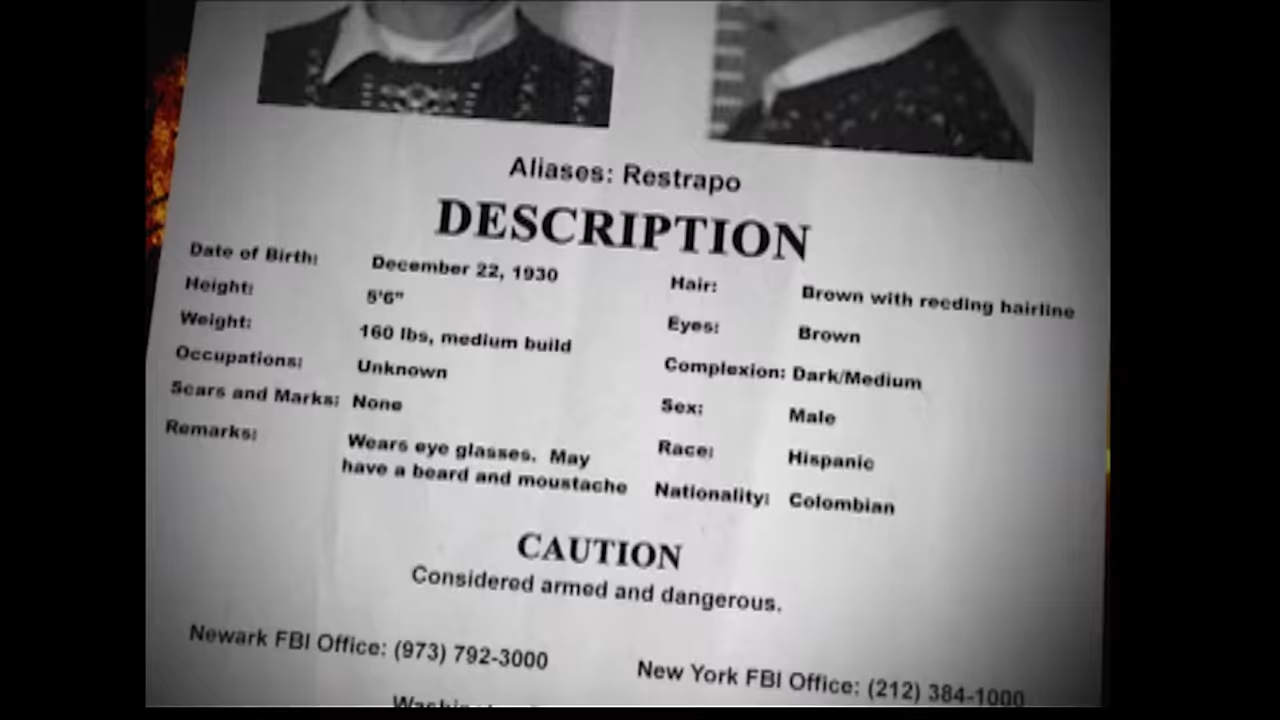 Aliases: Restrapo
DESCRIPTION
Date of Birth: December 22, 1930
Height: 5'6"
Weight: 160 lbs, medium build
Occupations: Unknown
Scars and Marks: None
Remarks: Wears eye glasses. May
have a beard and moustache
Hair: Brown with receding hairline
Eyes: Brown
Complexion: Dark/Medium
Sex: Male
Race: Hispanic
Nationality: Colombian
CAUTION
Considered armed and dangerous.
Newark FBI Office: (973) 792-3000
New York FBI Office: (212) 384-1000